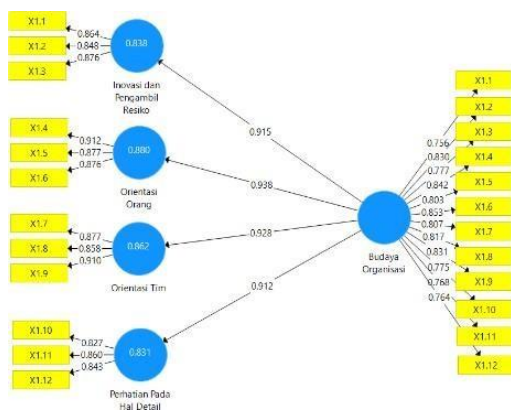 X1.1
X1.2
X1.3
0.864
0.848
0.876
0.838
Inovasi dan
Pengambil
Resiko
X1.4
X1.5
X1.6
0.912
0.877
0.876
0.880
Orientasi
Orang
X1.7
X1.8
X1.9
0.877
0.858
0.910
0.862
Orientasi Tim
X1.10
X1.11
X1.12
0.827
0.860
0.843
0.831
Perhatian Pada
Hal Detail
0.915
0.938
0.928
0.912
Budaya
Organisasi
0.756
0.830
0.777
0.842
0.803
0.853
0.807
0.817
0.831
0.775
0.768
0.764
X1.1
X1.2
X1.3
X1.4
X1.5
X1.6
X1.7
X1.8
X1.9
X1.10
X1.11
X1.12